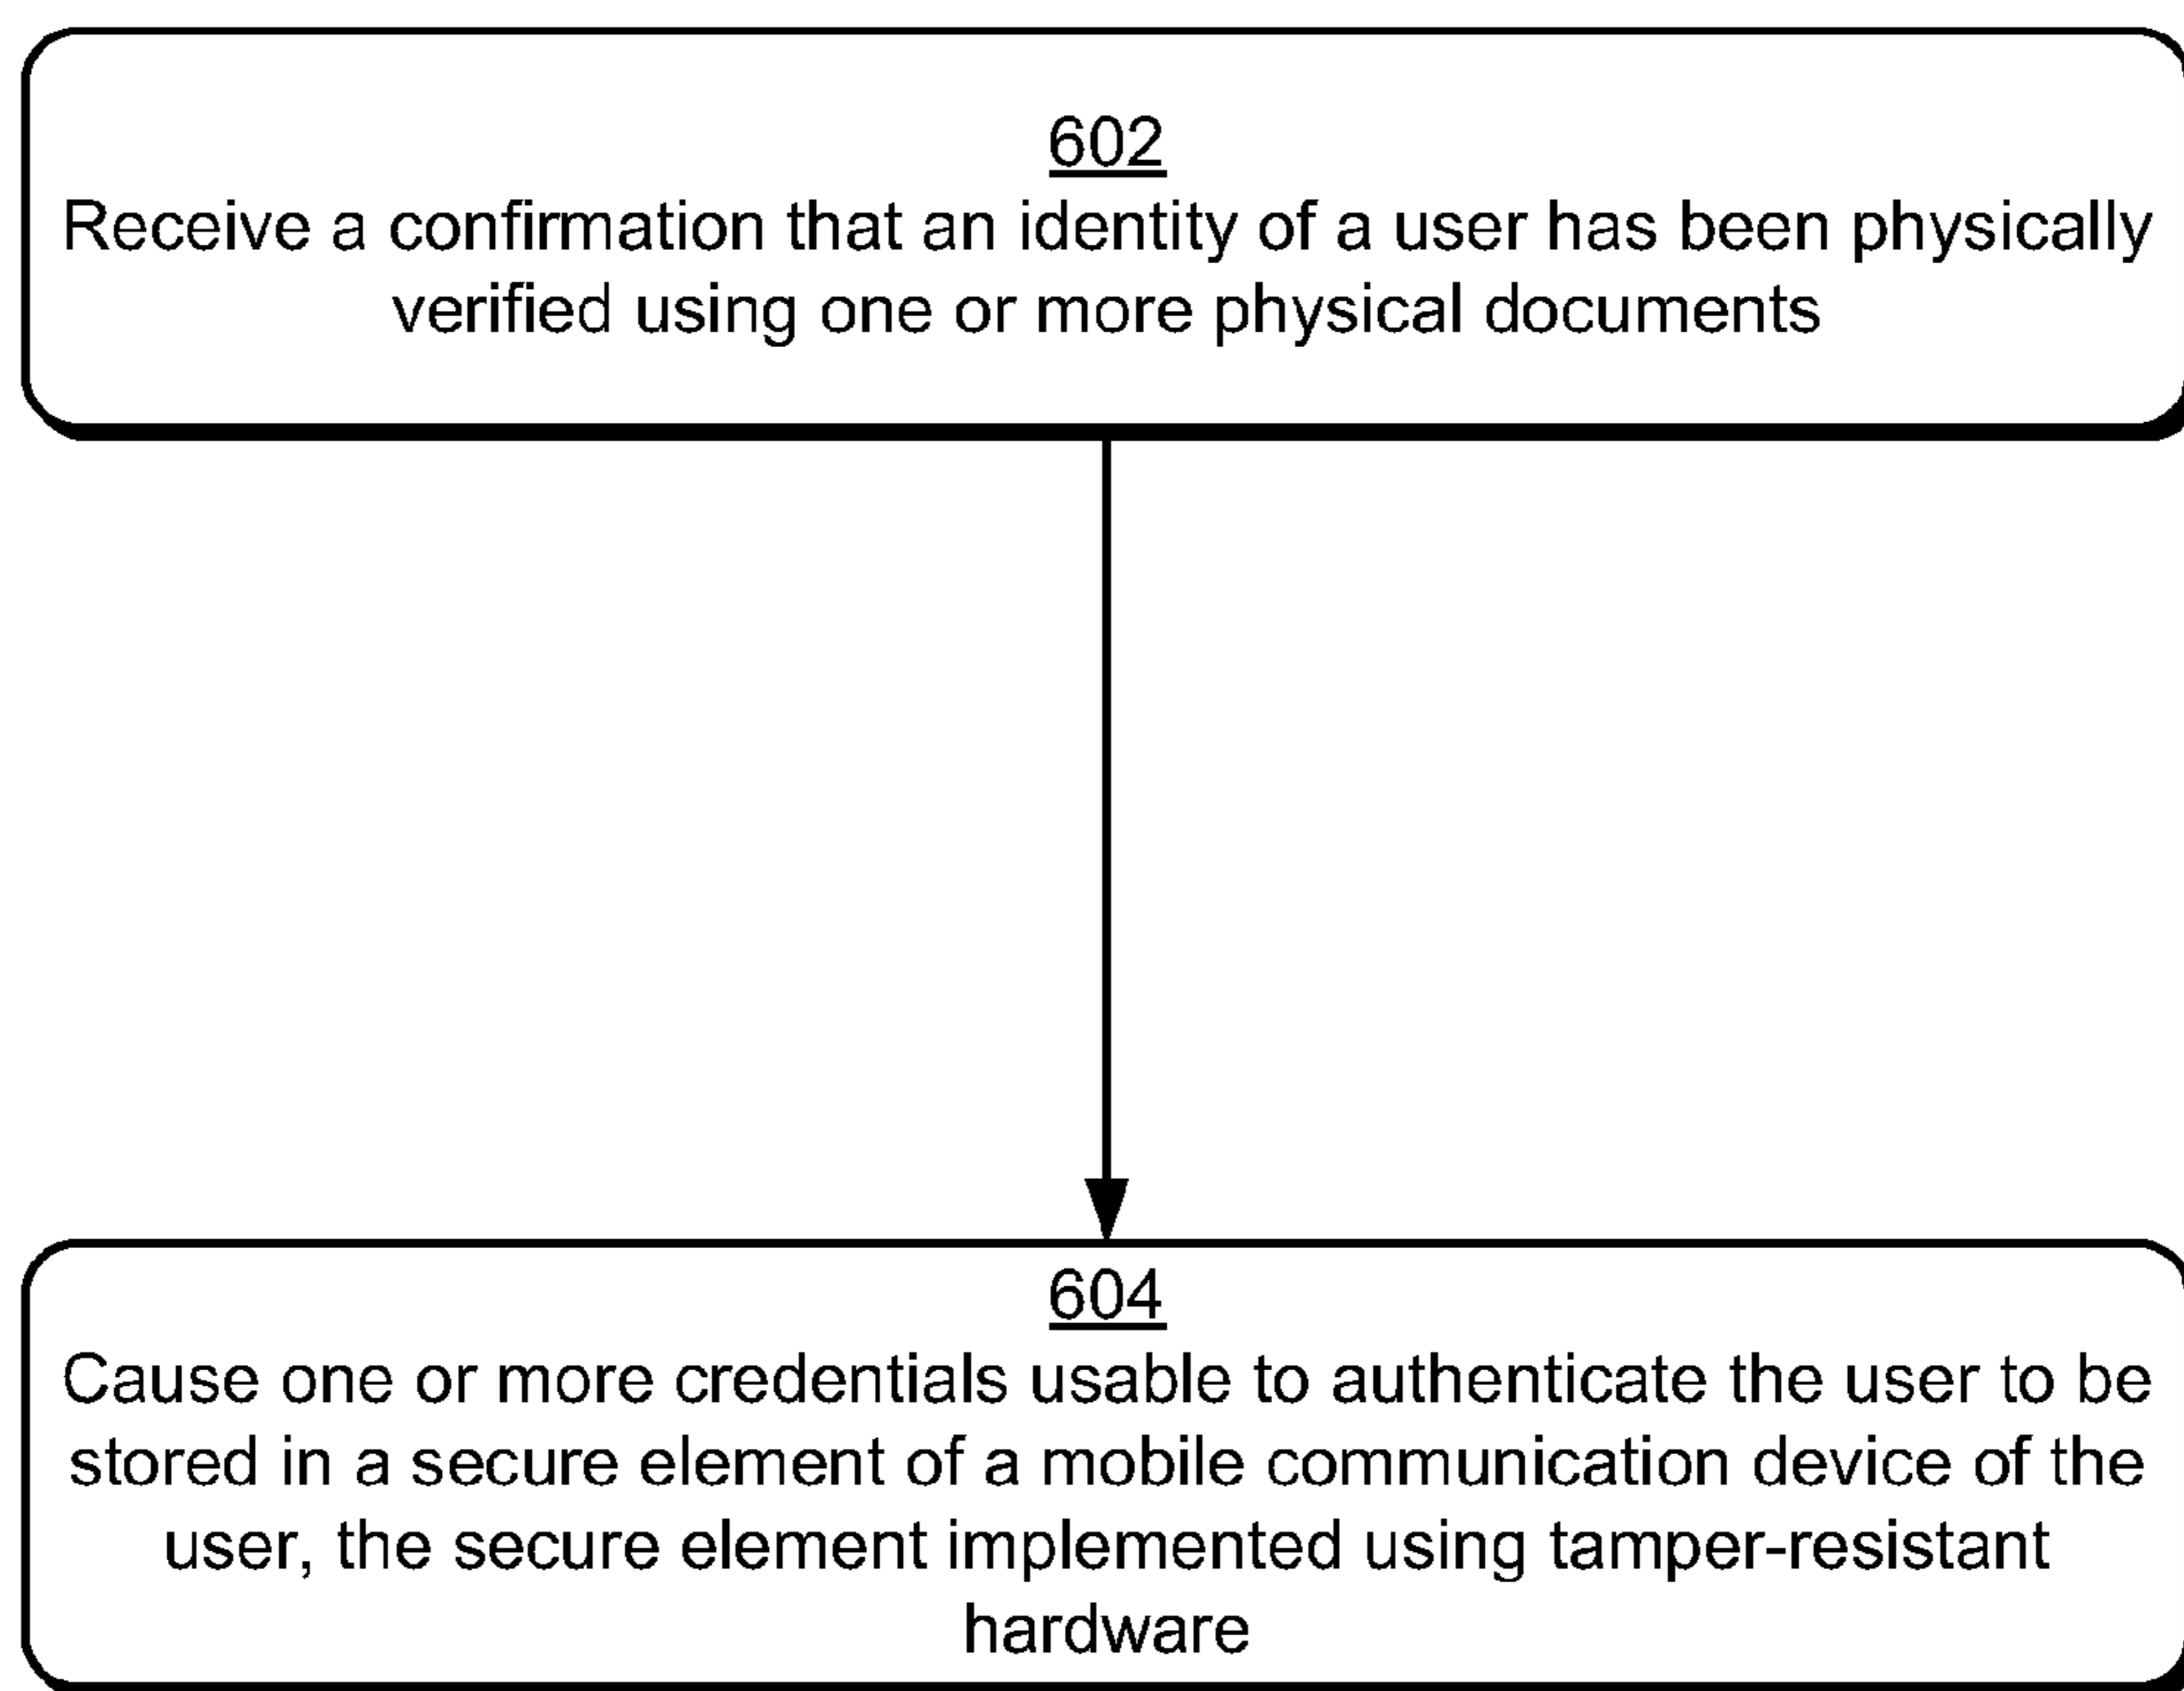 602
Receive a confirmation that an identity of a user has been physically
verified using one or more physical documents
604
Cause one or more credentials usable to authenticate the user to be
stored in a secure element of a mobile communication device of the
user, the secure element implemented using tamper-resistant
hardware